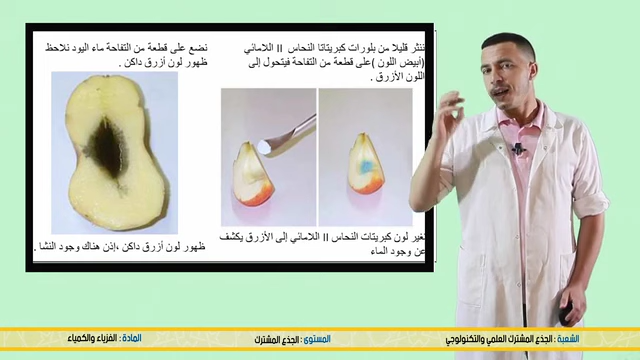 ننثر قليلا من بلورات كبريتاتا النحاس II اللامائي
(أبيض اللون )على قطعة من التفاحة فيتحول إلى
اللون الأزرق .
تغير لون كبريتات النحاس II اللامائي إلى الأزرق يكشف
عن وجود الماء
نضع على قطعة من التفاحة ماء اليود نلاحظ
ظهور لون أزرق داكن .
ظهور لون أزرق داكن ،إذن هناك وجود النشا .
الشعبة : الجذع المشترك العلمي والتكنولوجي
المستوى : الجذع المشترك
المادة : الفزياء والكمياء